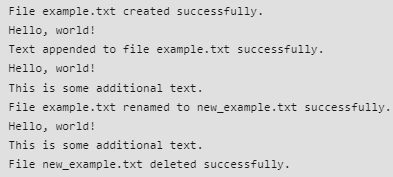 File example.txt created successfully.
Hello, world!
Text appended to file example.txt successfully.
Hello, world!
This is some additional text.
File example.txt renamed to new_example.txt successfully.
Hello, world!
This is some additional text.
File new_example.txt deleted successfully.